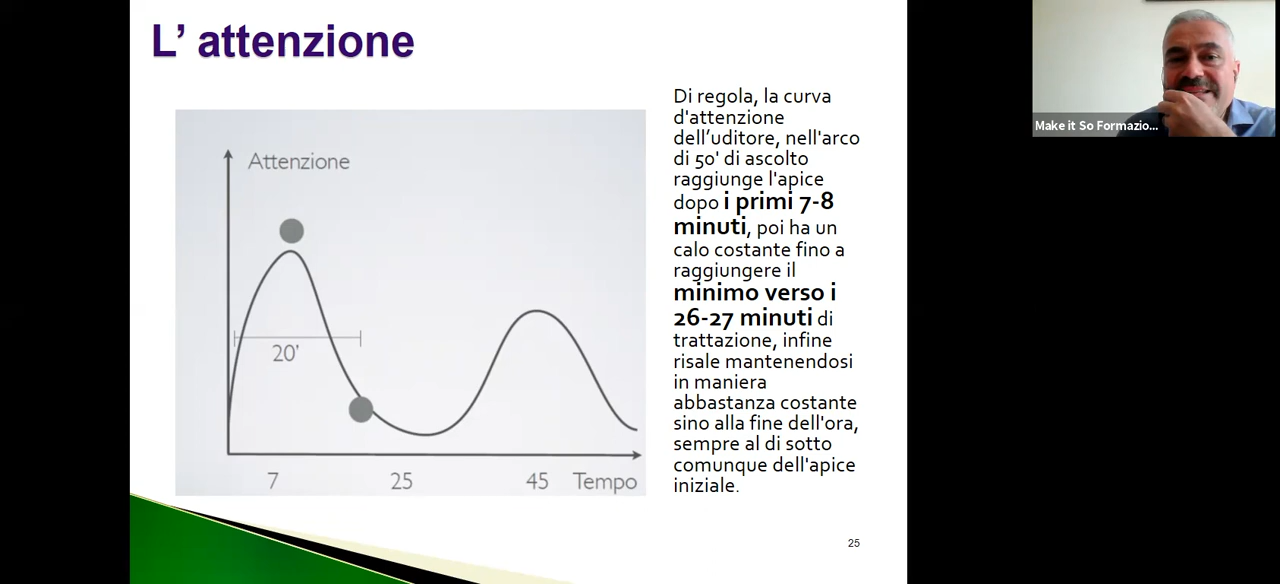 L’ attenzione
Attenzione
20'
7
25
45
Tempo
Di regola, la curva
d'attenzione
dell’uditore, nell'arco
di 50' di ascolto
raggiunge l'apice
dopo i primi 7-8
minuti, poi ha un
calo costante fino a
raggiungere il
minimo verso i
26-27 minuti di
trattazione, infine
risale mantenendosi
in maniera
abbastanza costante
sino alla fine dell'ora,
sempre al di sotto
comunque dell'apice
iniziale.
25
Make it So Formazio...